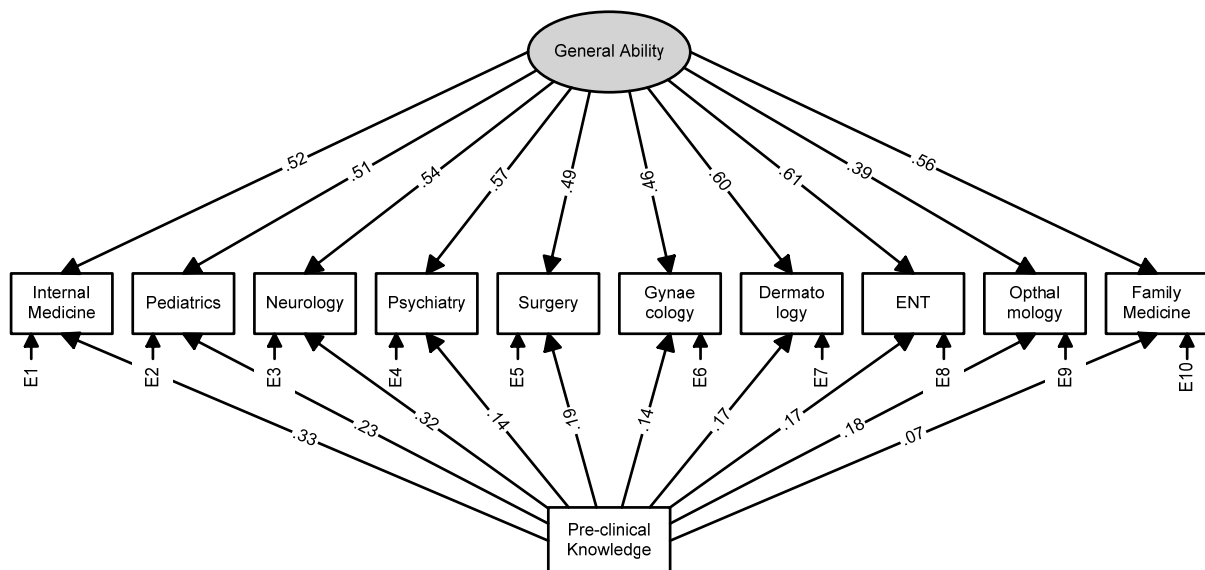 General Ability
.52
.51
.54
.57
.49
.46
.60
.61
.39
.56
Internal
Medicine
Pediatrics
Neurology
Psychiatry
Surgery
Gynae
cology
Dermato
logy
ENT
Opthal
mology
Family
Medicine
E1
E2
E3
E4
E5
E6
E7
E8
E9
E10
.33
.23
.32
.14
.19
.14
.17
.17
.18
.07
Pre-clinical
Knowledge